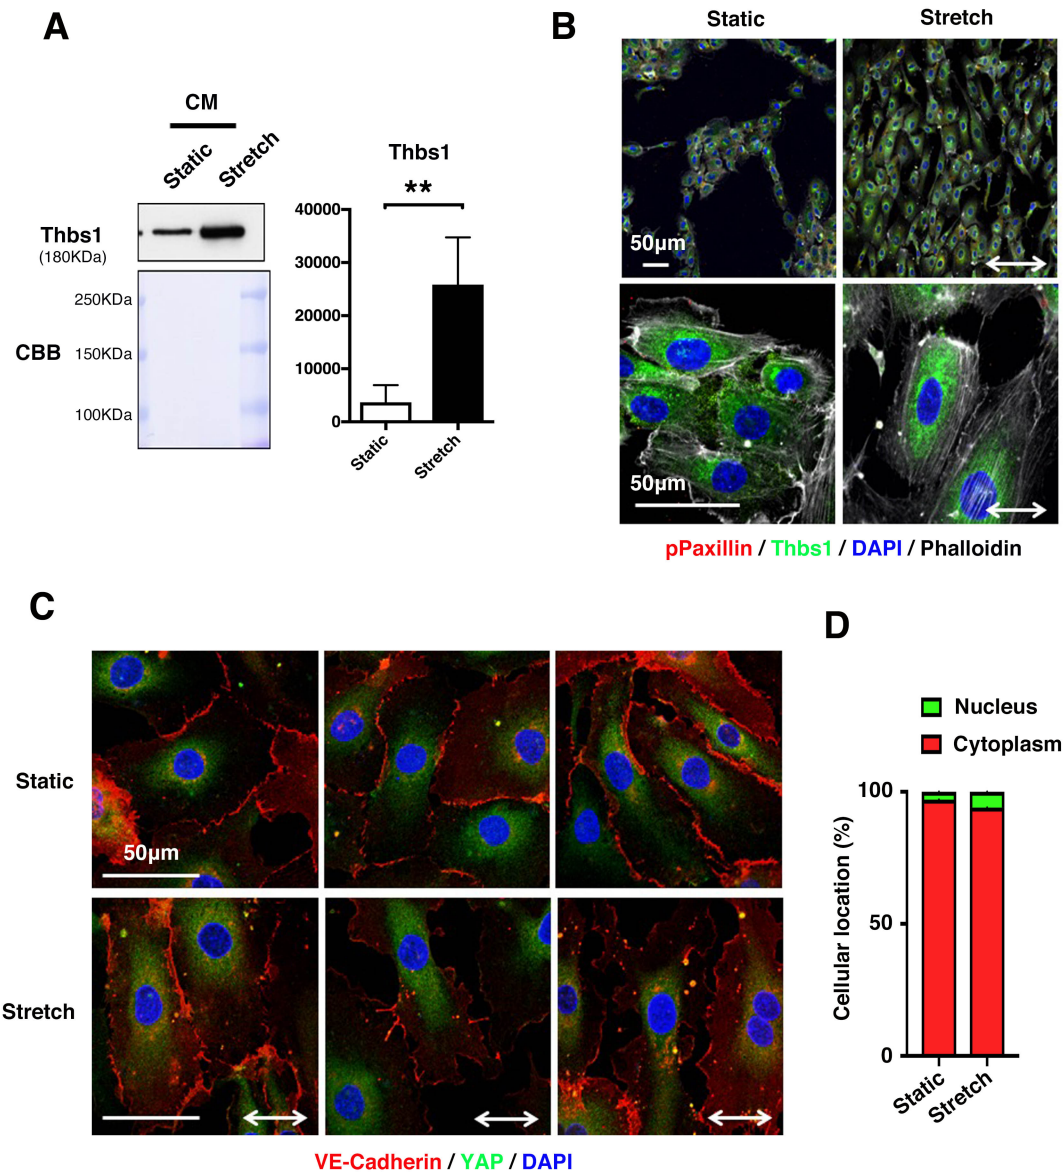 A
CM
Static
Stretch
Thbs1
(180KDa)
250KDa
CBB
150KDa
100KDa
Thbs1
**
40000
30000
20000
10000
0
Static
Stretch
B
Static
Stretch
50µm
50µm
pPaxillin / Thbs1 / DAPI / Phalloidin
C
Static
50µm
Stretch
VE-Cadherin / YAP / DAPI
D
Nucleus
Cytoplasm
Cellular location (%)
100
50
0
Static
Stretch